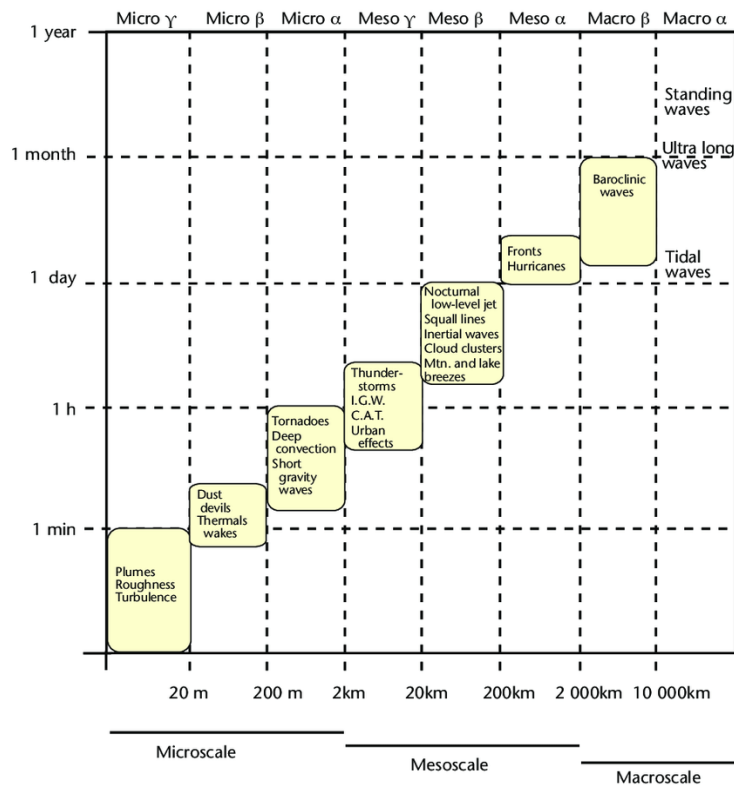 Micro γ
Micro β
Micro α
Meso γ
Meso β
Meso α
Macro β
Macro α
1 year
Standing
waves
1 month
Ultra long
waves
Baroclinic
waves
Fronts
Hurricanes
Tidal
waves
1 day
Nocturnal
low-level jet
Squall lines
Inertial waves
Cloud clusters
Mtn. and lake
breezes
Thunder-
storms
I.G.W.
C.A.T.
Urban
effects
1 h
Tornadoes
Deep
convection
Short
gravity
waves
Dust
devils
Thermals
wakes
1 min
Plumes
Roughness
Turbulence
20 m
200 m
2km
20km
200km
2 000km
10 000km
Microscale
Mesoscale
Macroscale